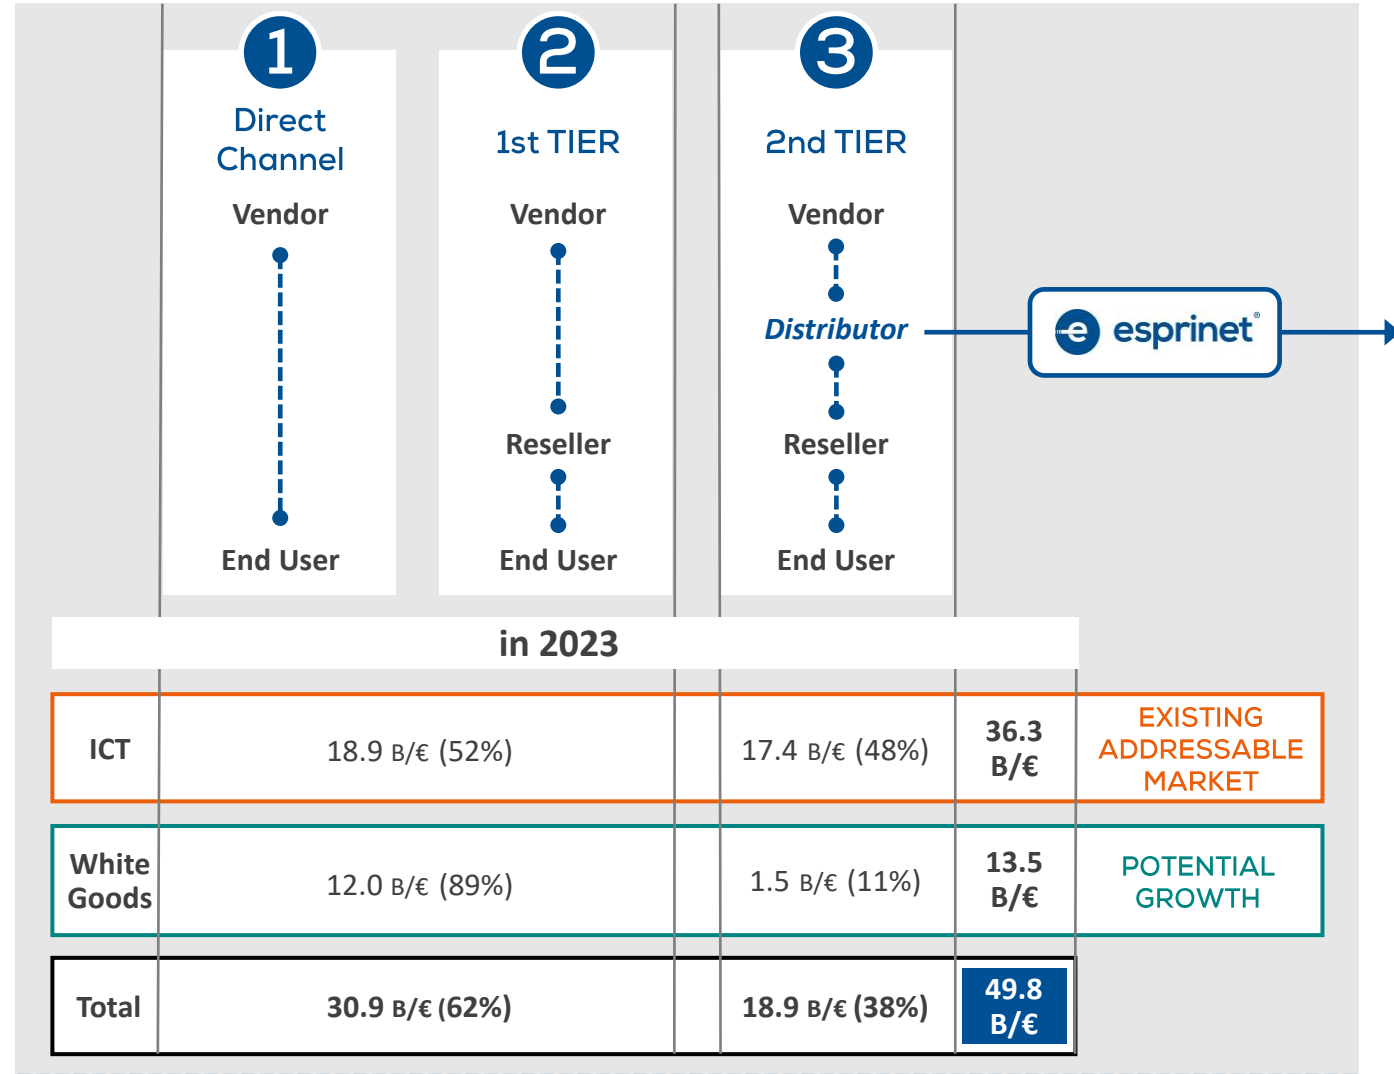 1
Direct
Channel
Vendor
End User
2
1st TIER
Vendor
Reseller
End User
3
2nd TIER
Vendor
Distributor
Reseller
End User
e esprinet®
in 2023
ICT
18.9 B/€ (52%)
17.4 B/€ (48%)
36.3
B/€
EXISTING
ADDRESSABLE
MARKET
White
Goods
12.0 B/€ (89%)
1.5 B/€ (11%)
13.5
B/€
POTENTIAL
GROWTH
Total
30.9 B/€ (62%)
18.9 B/€ (38%)
49.8
B/€